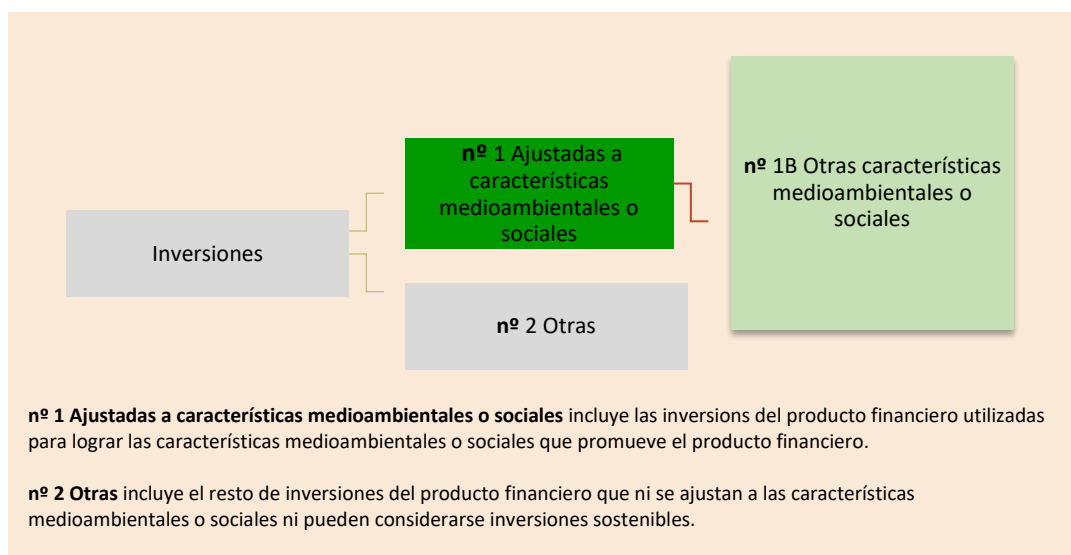 nº 1 Ajustadas a
características
medioambientales o
sociales
nº 1B Otras características
medioambientales o
sociales
Inversiones
nº 2 Otras
nº 1 Ajustadas a características medioambientales o sociales incluye las inversions del producto financiero utilizadas
para lograr las características medioambientales o sociales que promueve el producto financiero.
nº 2 Otras incluye el resto de inversiones del producto financiero que ni se ajustan a las características
medioambientales o sociales ni pueden considerarse inversiones sostenibles.